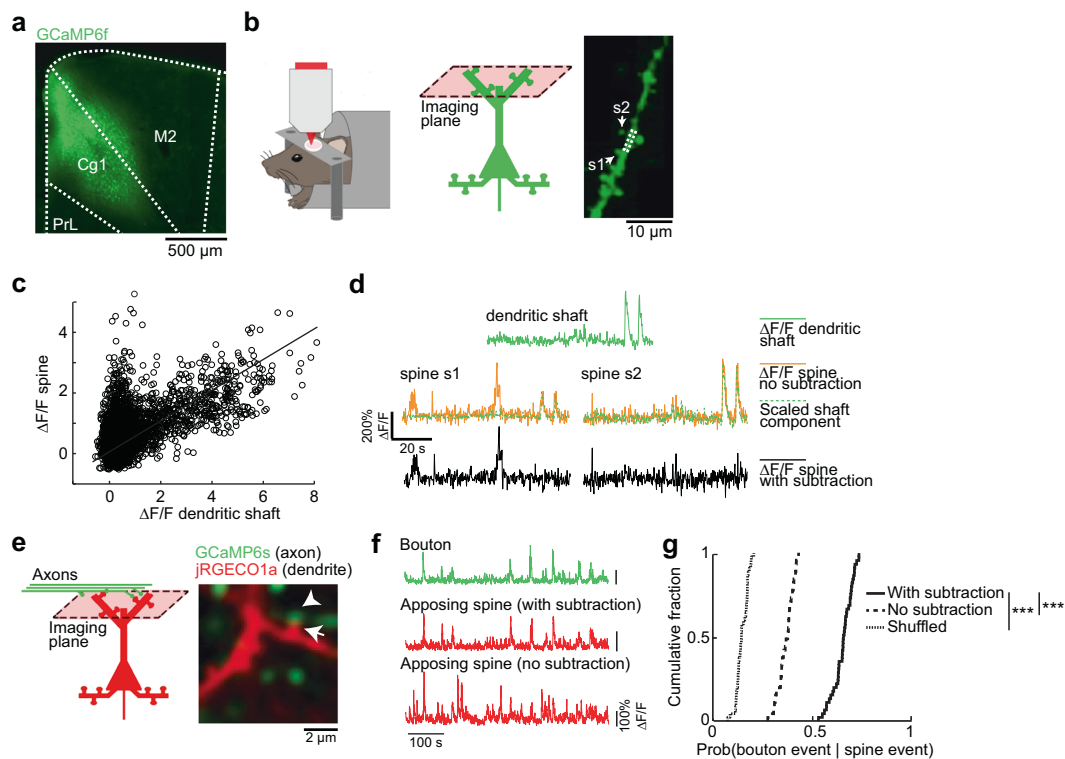 a
GCaMP6f
M2
Cg1
PrL
500 µm
b
Imaging
plane
s2
s1
10 µm
c
ΔF/F spine
4
2
0
0
2
4
6
8
ΔF/F dendritic shaft
d
dendritic shaft
spine s1
spine s2
200%
ΔF/F
20 s
ΔF/F dendritic
shaft
ΔF/F spine
no subtraction
Scaled shaft
component
ΔF/F spine
with subtraction
e
Axons
Imaging
plane
GCaMP6s (axon)
jRGECO1a (dendrite)
2 µm
f
Bouton
Apposing spine (with subtraction)
Apposing spine (no subtraction)
100%
ΔF/F
100 s
g
Cumulative fraction
1
0.5
0
0
0.5
1
Prob(bouton event | spine event)
With subtraction
No subtraction
Shuffled
***
***